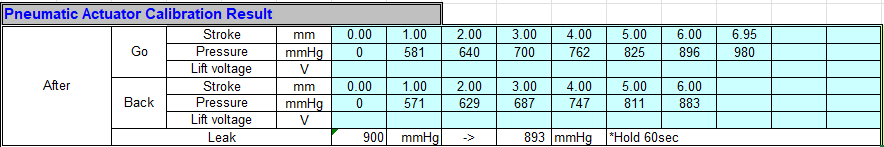 Pneumatic Actuator Calibration Result
Stroke mm 0.00 1.00 2.00 3.00 4.00 5.00 6.00 6.95
Go Pressure mmHg 0 581 640 700 762 825 896 980
Lift voltage V
After Stroke mm 0.00 1.00 2.00 3.00 4.00 5.00 6.00
Back Pressure mmHg 0 571 629 687 747 811 883
Lift voltage V
Leak 900 mmHg -> 893 mmHg *Hold 60sec